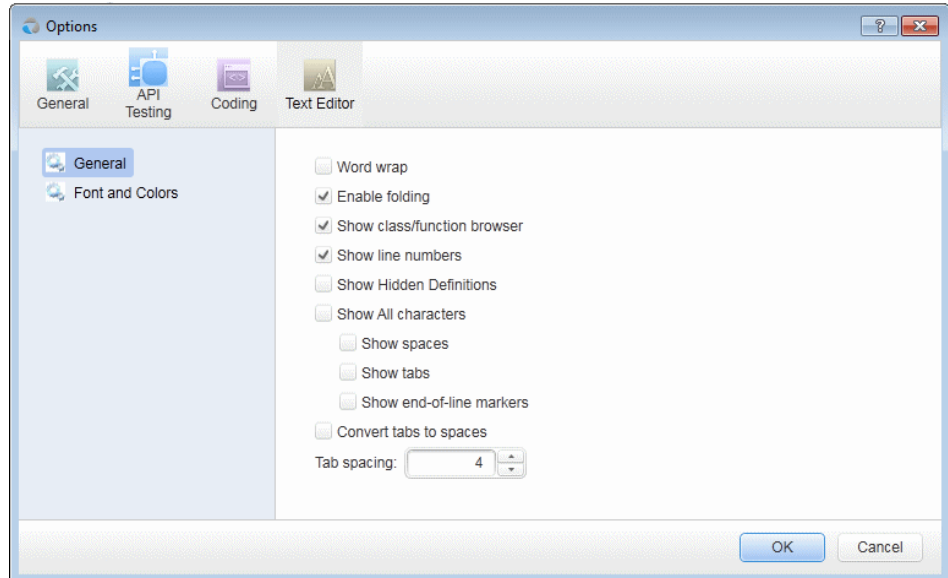 Options
General
API
Testing
Coding
Text Editor
General
Font and Colors
Word wrap
Enable folding
Show class/function browser
Show line numbers
Show Hidden Definitions
Show All characters
Show spaces
Show tabs
Show end-of-line markers
Convert tabs to spaces
Tab spacing: 4
OK Cancel